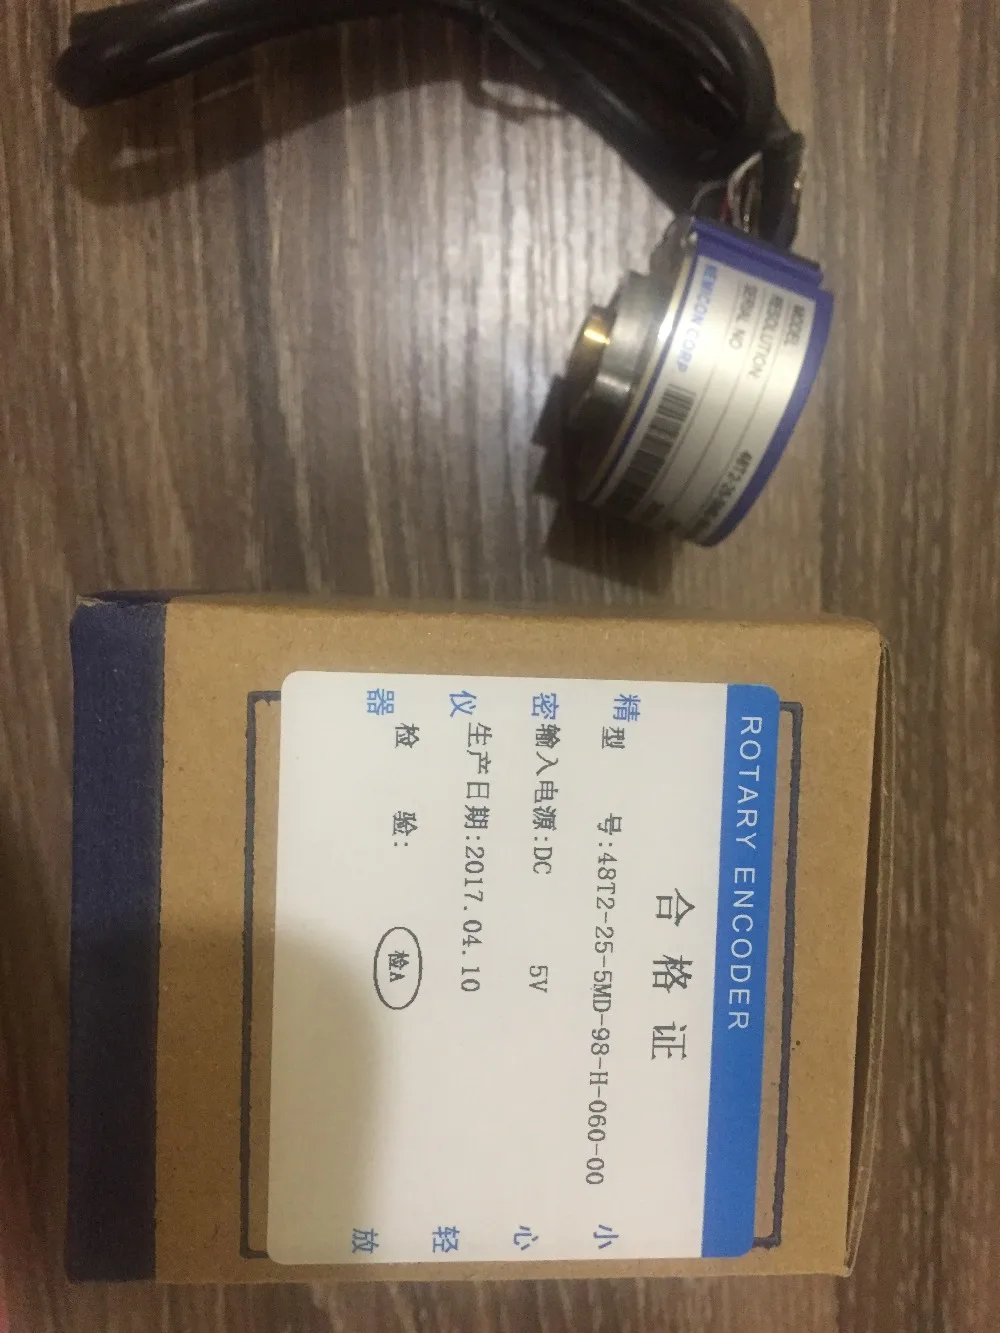 MODEL
RESOLUTION
SERIAL NO
NEWCON CORP
ROTARY ENCODER
合格证
型 号:48T2-25-5MD-98-H-060-00
输入电源:DC 5V
生产日期:2017.04.10
检 验: 检A
精密仪器
小心轻放